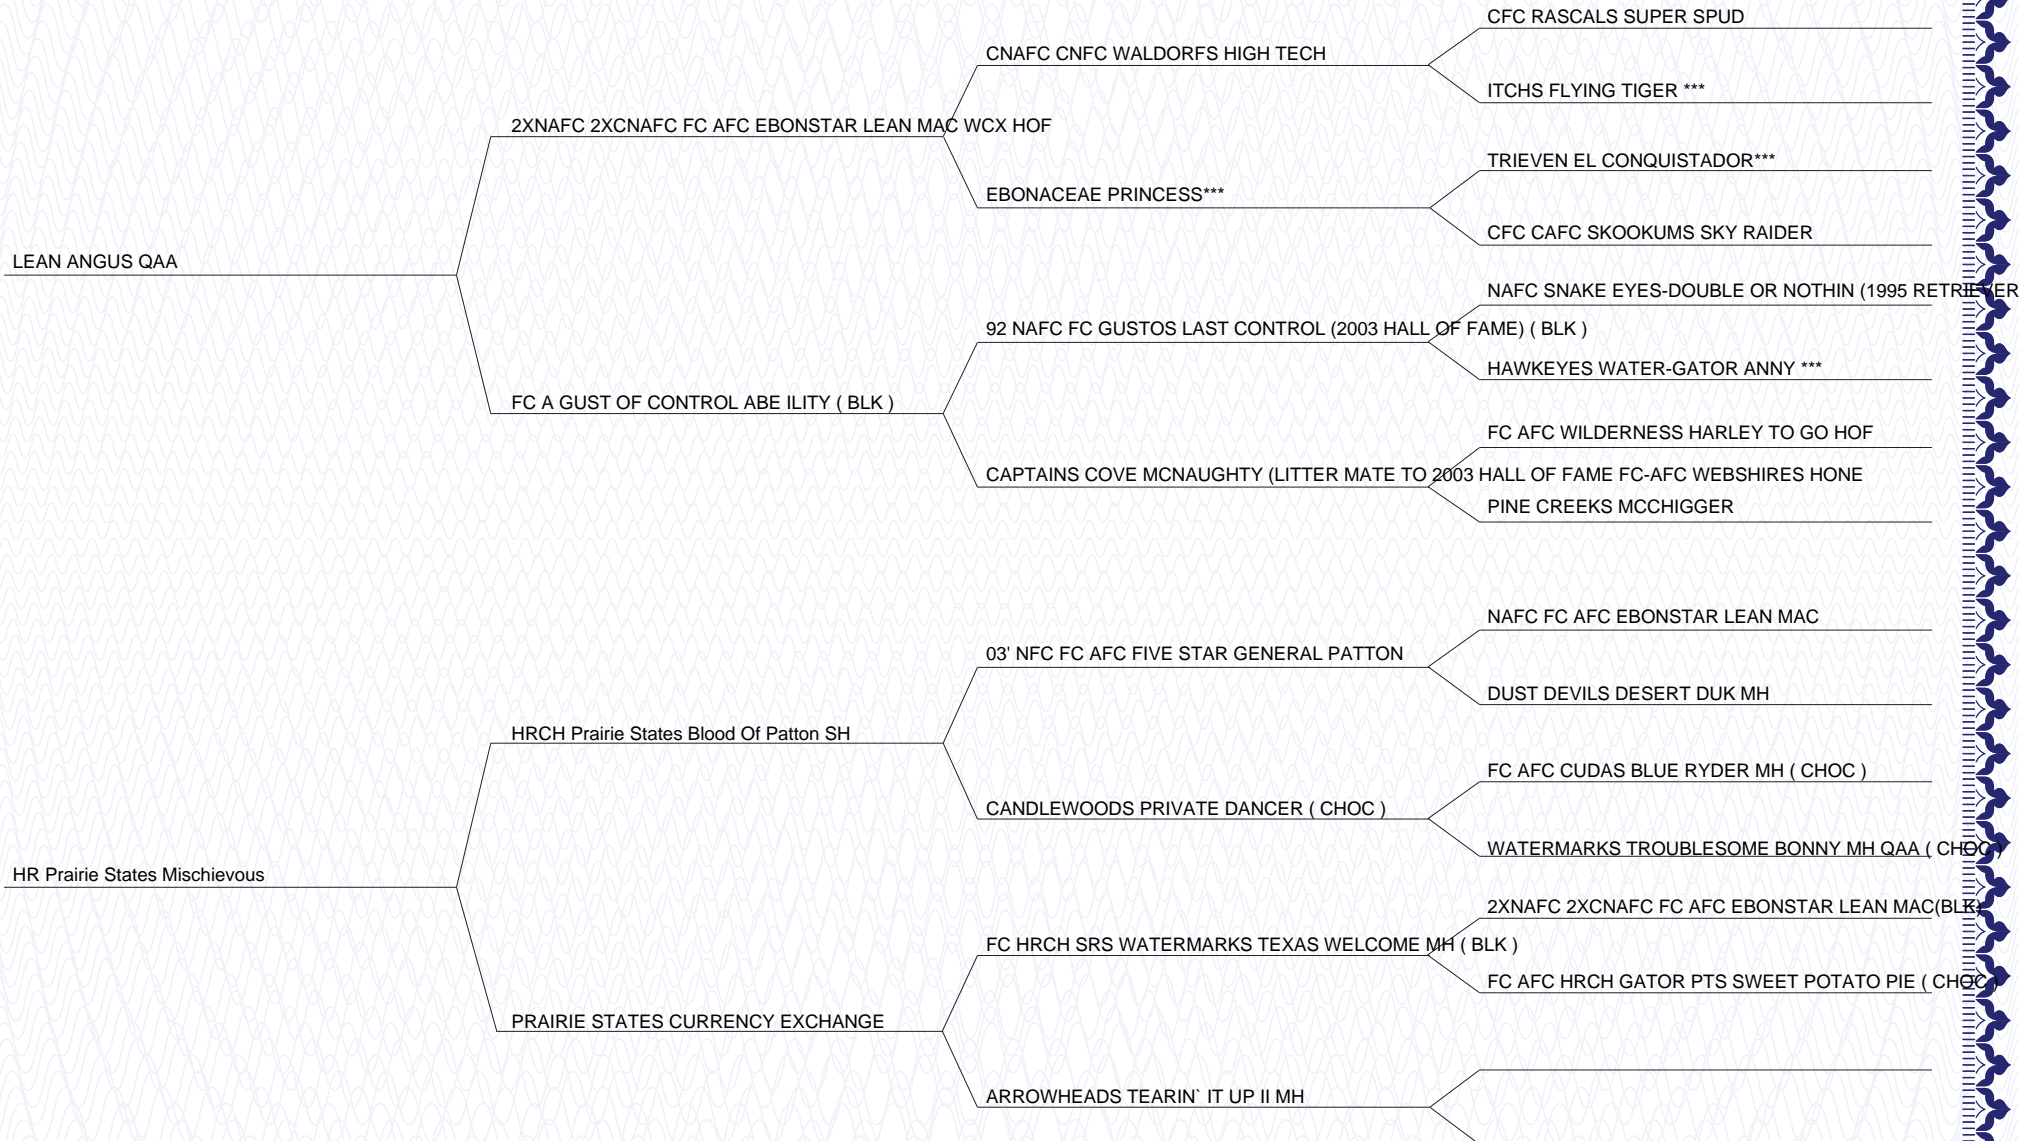 CFC RASCALS SUPER SPUD
CNAFC CNFC WALDORFS HIGH TECH
ITCHS FLYING TIGER ***
2XNAFC 2XCNAFC FC AFC EBONSTAR LEAN MAC WCX HOF
TRIEVEN EL CONQUISTADOR***
EBONACEAE PRINCESS***
CFC CAFC SKOOKUMS SKY RAIDER
LEAN ANGUS QAA
NAFC SNAKE EYES-DOUBLE OR NOTHIN (1995 RETRIEVER
92 NAFC FC GUSTOS LAST CONTROL (2003 HALL OF FAME) ( BLK )
HAWKEYES WATER-GATOR ANNY ***
FC A GUST OF CONTROL ABE ILITY ( BLK )
FC AFC WILDERNESS HARLEY TO GO HOF
CAPTAINS COVE MCNAUGHTY (LITTER MATE TO 2003 HALL OF FAME FC-AFC WEBSHIRES HONE
PINE CREEKS MCCHIGGER
NAFC FC AFC EBONSTAR LEAN MAC
03' NFC FC AFC FIVE STAR GENERAL PATTON
DUST DEVILS DESERT DUK MH
HRCH Prairie States Blood Of Patton SH
FC AFC CUDAS BLUE RYDER MH ( CHOC )
CANDLEWOODS PRIVATE DANCER ( CHOC )
WATERMARKS TROUBLESOME BONNY MH QAA ( CHOC )
HR Prairie States Mischievous
2XNAFC 2XCNAFC FC AFC EBONSTAR LEAN MAC(BLK)
FC HRCH SRS WATERMARKS TEXAS WELCOME MH ( BLK )
FC AFC HRCH GATOR PTS SWEET POTATO PIE ( CHOC )
PRAIRIE STATES CURRENCY EXCHANGE
ARROWHEADS TEARIN` IT UP II MH